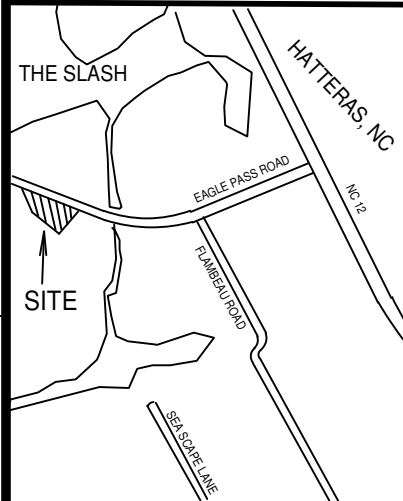 THE SLASH
HATTERAS, NC
EAGLE PASS ROAD
NC 12
FLAMBEAU ROAD
SITE
SEA SCAPE LANE